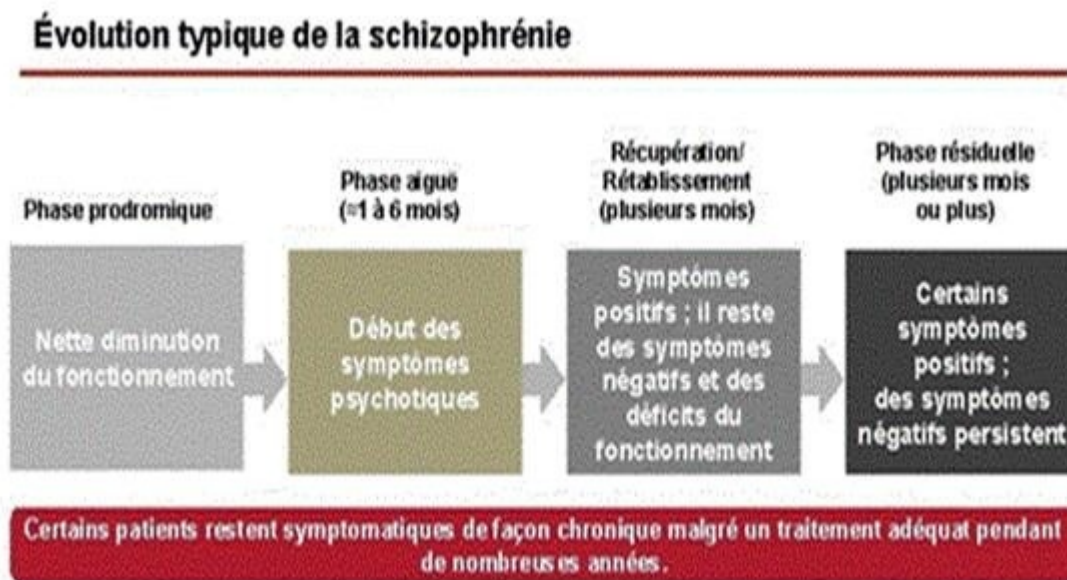 Évolution typique de la schizophrénie
Phase prodromique
Nette diminution
du fonctionnement
Phase aiguë
(≈1 à 6 mois)
Début des
symptômes
psychotiques
Récupération/
Rétablissement
(plusieurs mois)
Symptômes
positifs ; il reste
des symptômes
négatifs et des
déficits du
fonctionnement
Phase résiduelle
(plusieurs mois
ou plus)
Certains
symptômes
positifs ;
des symptômes
négatifs persistent
Certains patients restent symptomatiques de façon chronique malgré un traitement adéquat pendant
de nombreuses années.